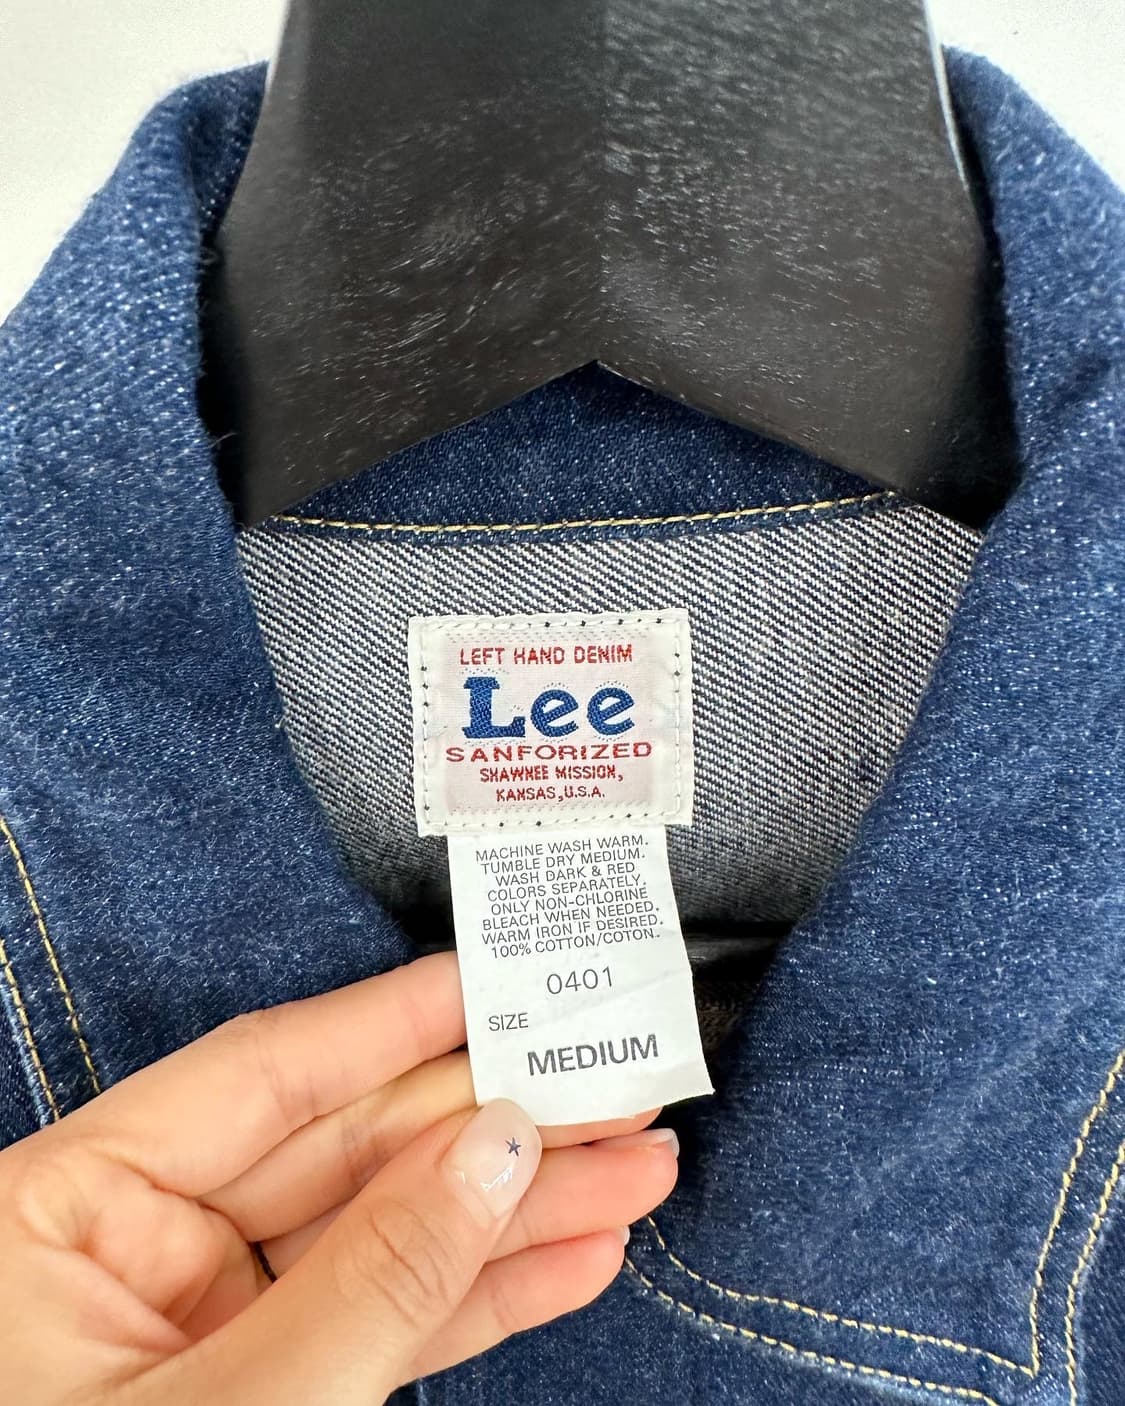 LEFT HAND DENIM
Lee
SANFORIZED
SHAWNEE MISSION,
KANSAS,U.S.A.
MACHINE WASH WARM.
TUMBLE DRY MEDIUM.
WASH DARK & RED
COLORS SEPARATELY.
ONLY NON-CHLORINE
BLEACH WHEN NEEDED.
WARM IRON IF DESIRED.
100% COTTON/COTON.
0401
SIZE
MEDIUM